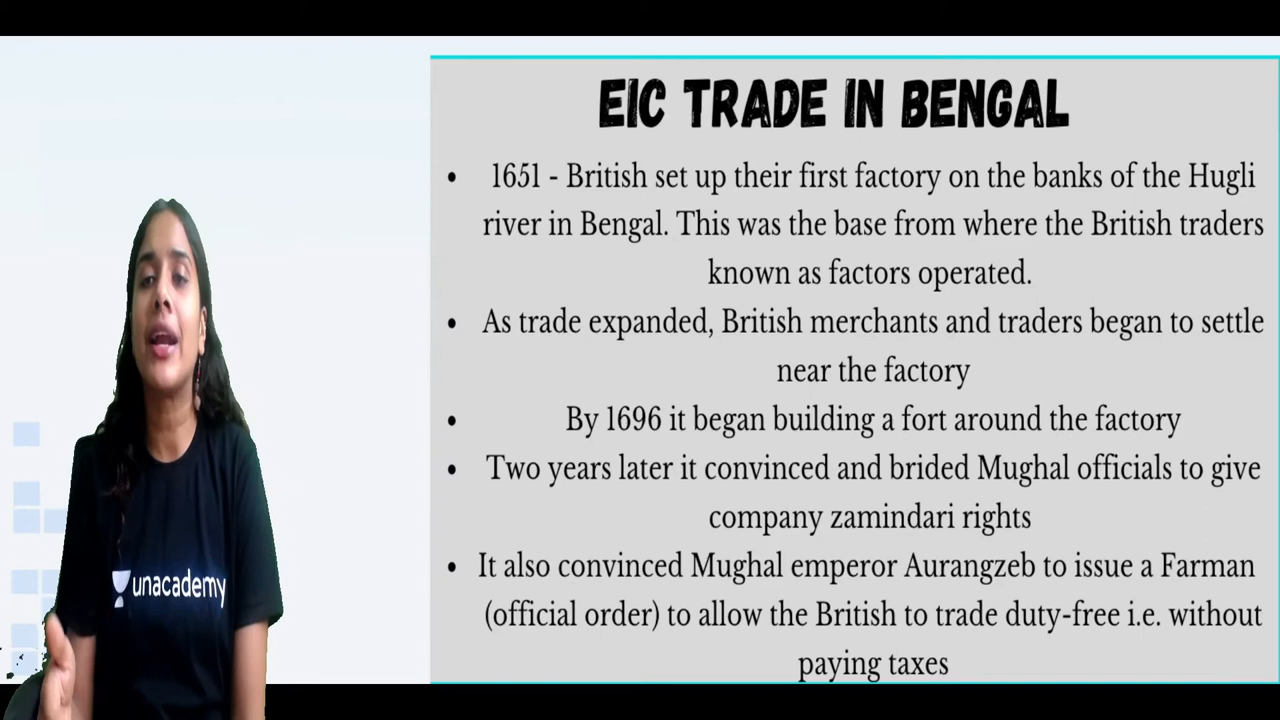 EIC TRADE IN BENGAL
• 1651 - British set up their first factory on the banks of the Hugli
river in Bengal. This was the base from where the British traders
known as factors operated.
• As trade expanded, British merchants and traders began to settle
near the factory
• By 1696 it began building a fort around the factory
• Two years later it convinced and brided Mughal officials to give
company zamindari rights
• It also convinced Mughal emperor Aurangzeb to issue a Farman
(official order) to allow the British to trade duty-free i.e. without
paying taxes
unacademy